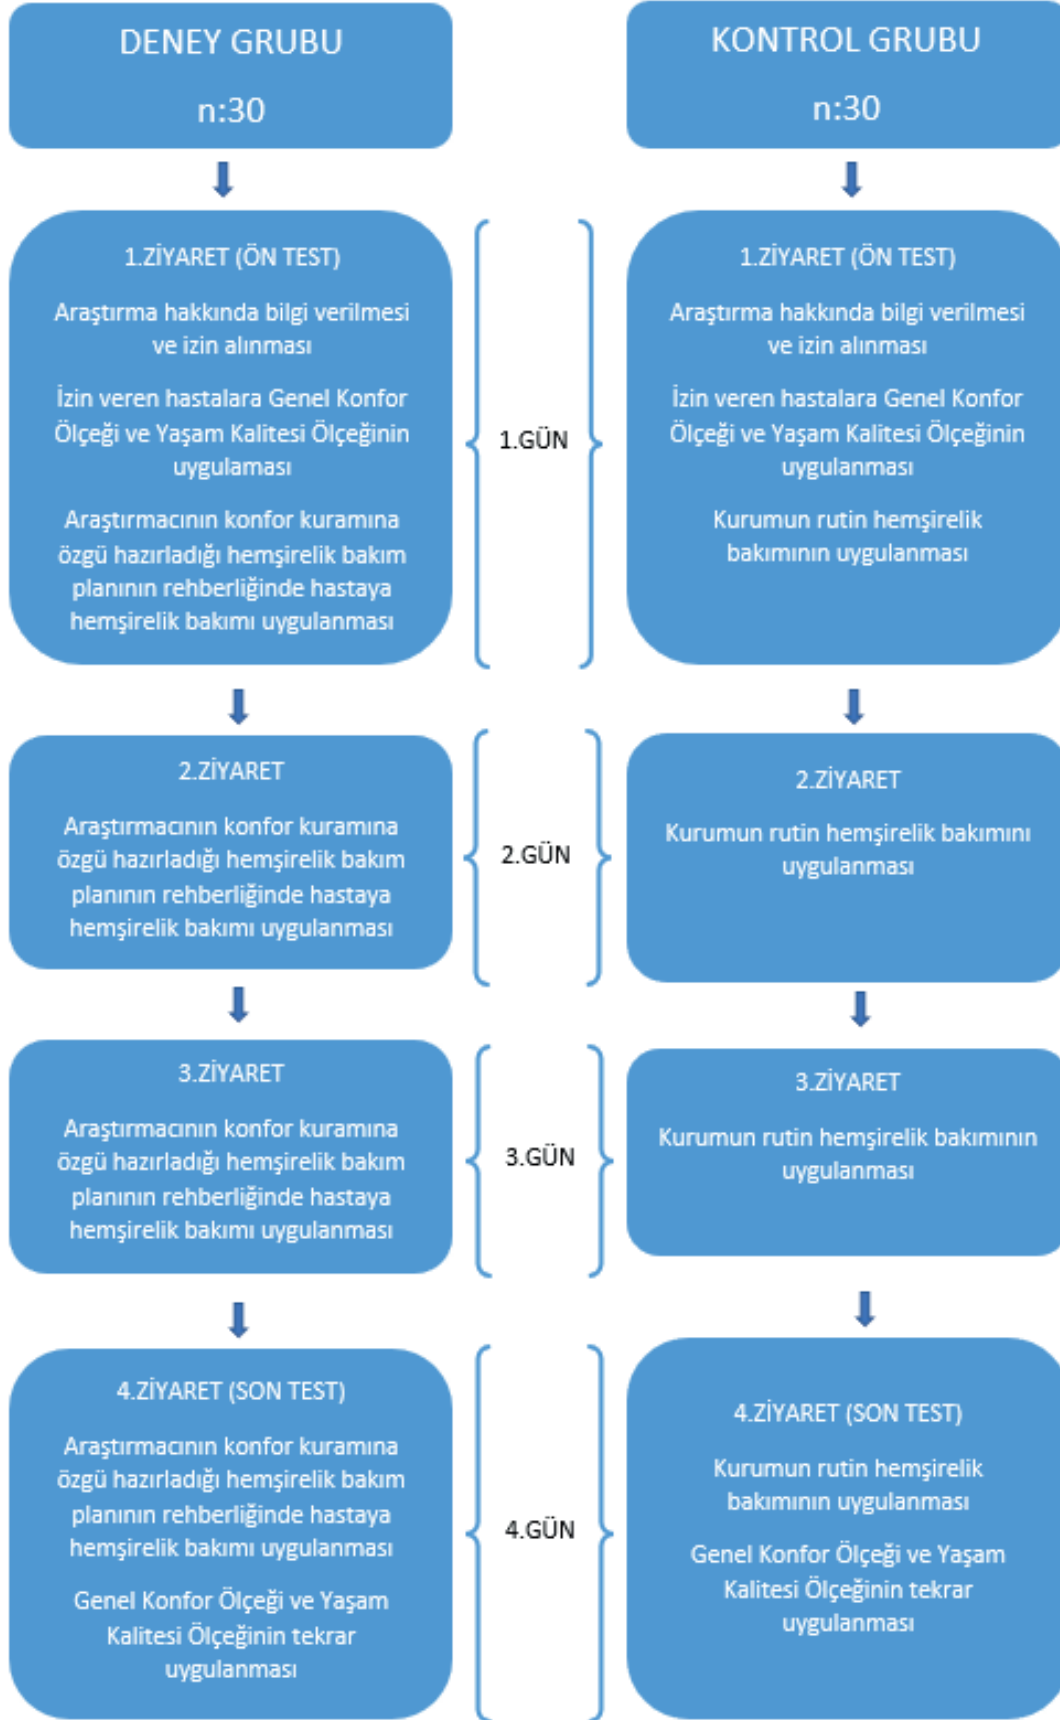 DENEY GRUBU
n:30
1.ZİYARET (ÖN TEST)
Araştırma hakkında bilgi verilmesi
ve izin alınması
İzin veren hastalara Genel Konfor
Ölçeği ve Yaşam Kalitesi Ölçeğinin
uygulaması
Araştırmacının konfor kuramına
özgü hazırladığı hemşirelik bakım
planının rehberliğinde hastaya
hemşirelik bakımı uygulanması
2.ZİYARET
Araştırmacının konfor kuramına
özgü hazırladığı hemşirelik bakım
planının rehberliğinde hastaya
hemşirelik bakımı uygulanması
3.ZİYARET
Araştırmacının konfor kuramına
özgü hazırladığı hemşirelik bakım
planının rehberliğinde hastaya
hemşirelik bakımı uygulanması
4.ZİYARET (SON TEST)
Araştırmacının konfor kuramına
özgü hazırladığı hemşirelik bakım
planının rehberliğinde hastaya
hemşirelik bakımı uygulanması
Genel Konfor Ölçeği ve Yaşam
Kalitesi Ölçeğinin tekrar
uygulanması
1.GÜN
2.GÜN
3.GÜN
4.GÜN
KONTROL GRUBU
n:30
1.ZİYARET (ÖN TEST)
Araştırma hakkında bilgi verilmesi
ve izin alınması
İzin veren hastalara Genel Konfor
Ölçeği ve Yaşam Kalitesi Ölçeğinin
uygulanması
Kurumun rutin hemşirelik
bakımının uygulanması
2.ZİYARET
Kurumun rutin hemşirelik bakımını
uygulanması
3.ZİYARET
Kurumun rutin hemşirelik bakımının
uygulanması
4.ZİYARET (SON TEST)
Kurumun rutin hemşirelik
bakımının uygulanması
Genel Konfor Ölçeği ve Yaşam
Kalitesi Ölçeğinin tekrar
uygulanması